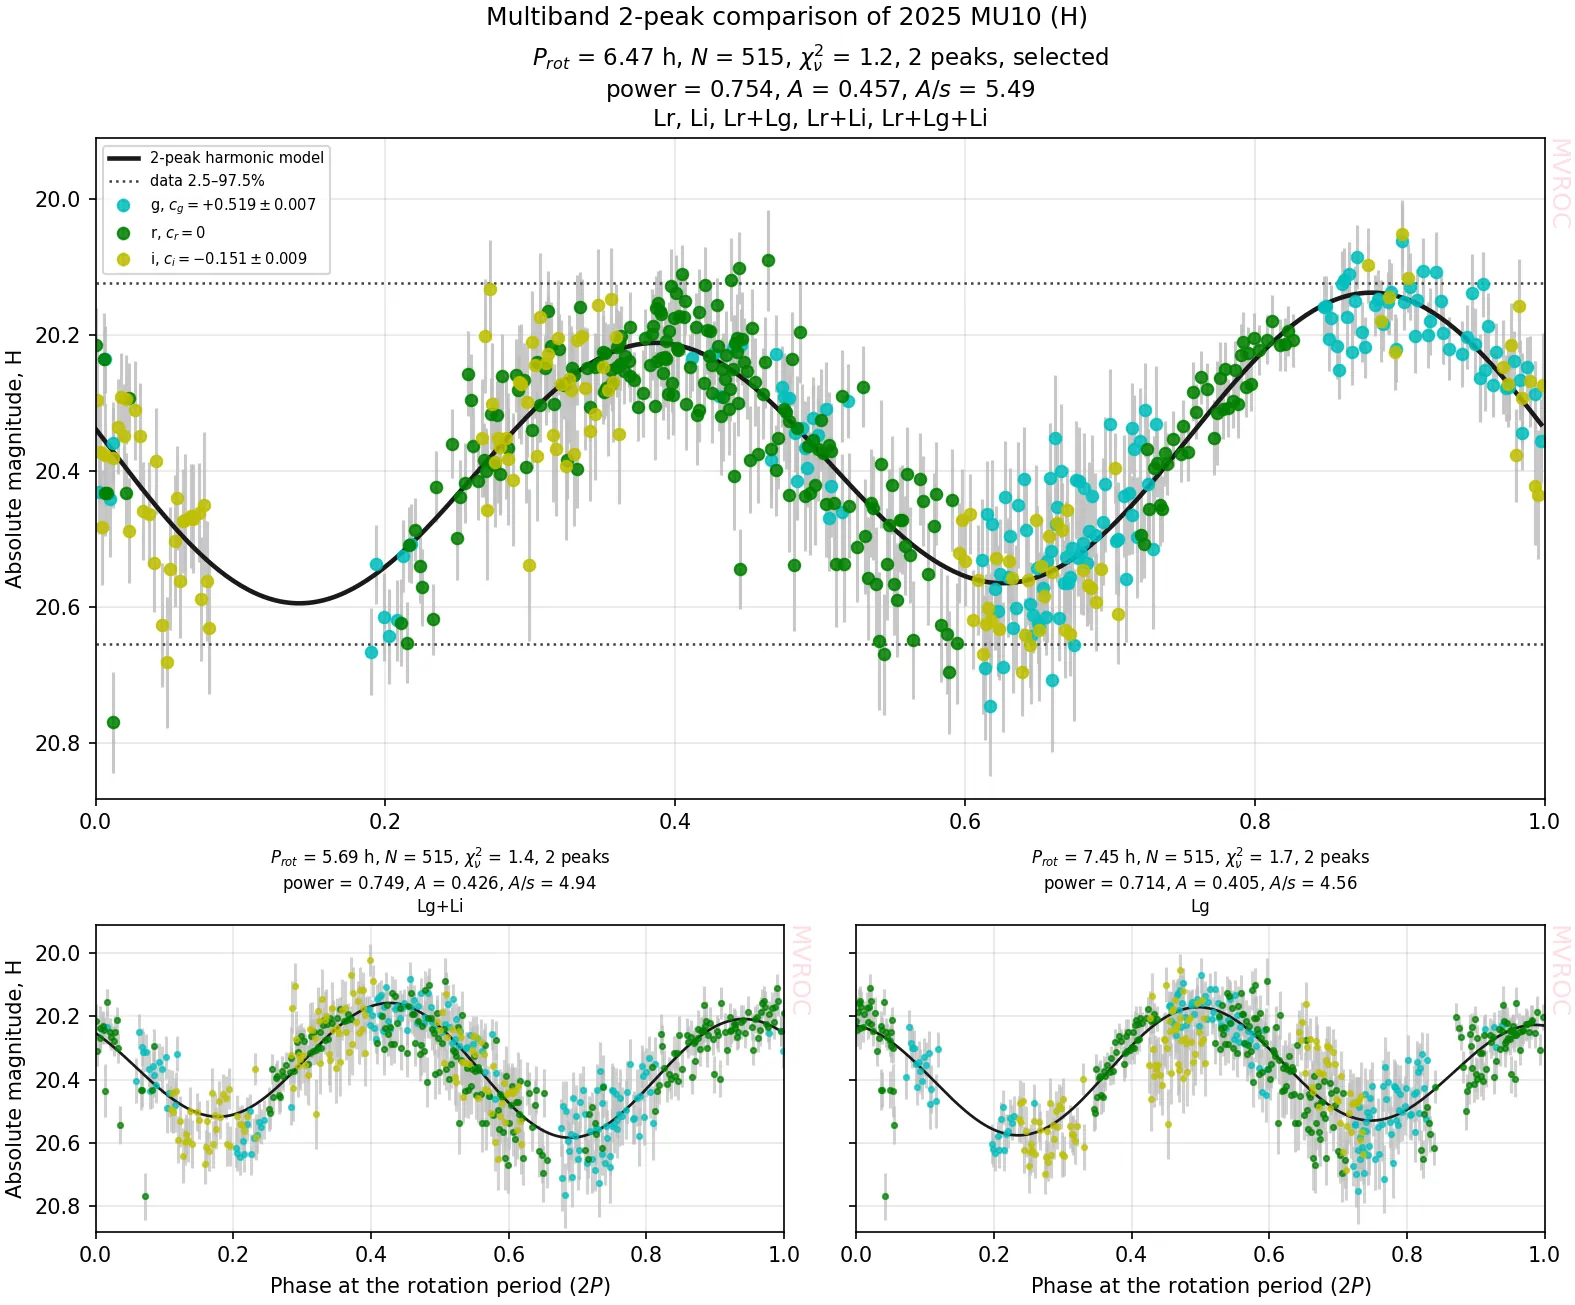 Multiband 2-peak comparison of 2025 MU10 (H)
P_rot = 6.47 h, N = 515, χ²_ν = 1.2, 2 peaks, selected
power = 0.754, A = 0.457, A/s = 5.49
Lr, Li, Lr+Lg, Lr+Li, Lr+Lg+Li
2-peak harmonic model
data 2.5–97.5%
g, c_g = +0.519 ± 0.007
r, c_r = 0
i, c_i = −0.151 ± 0.009
MVROC
Absolute magnitude, H
20.0
20.2
20.4
20.6
20.8
0.0 0.2 0.4 0.6 0.8 1.0
P_rot = 5.69 h, N = 515, χ²_ν = 1.4, 2 peaks
power = 0.749, A = 0.426, A/s = 4.94
Lg+Li
MVROC
Absolute magnitude, H
20.0
20.2
20.4
20.6
20.8
0.0 0.2 0.4 0.6 0.8 1.0
Phase at the rotation period (2P)
P_rot = 7.45 h, N = 515, χ²_ν = 1.7, 2 peaks
power = 0.714, A = 0.405, A/s = 4.56
Lg
MVROC
0.0 0.2 0.4 0.6 0.8 1.0
Phase at the rotation period (2P)